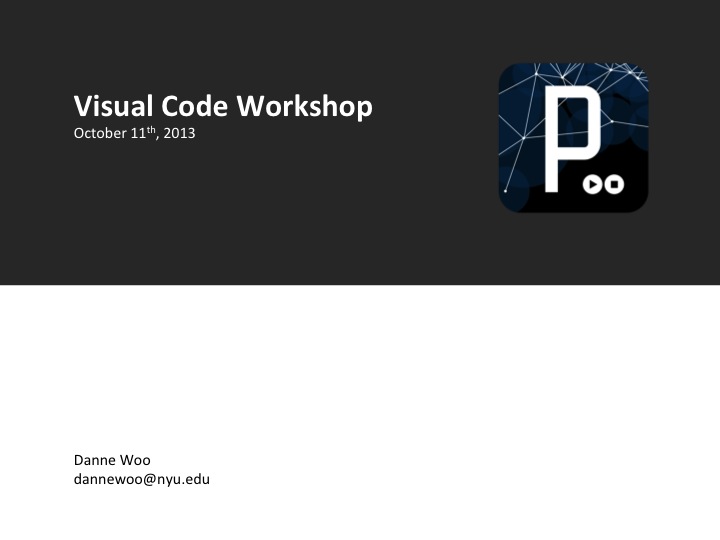 Visual Code Workshop
October 11th, 2013
P
Danne Woo
dannewoo@nyu.edu